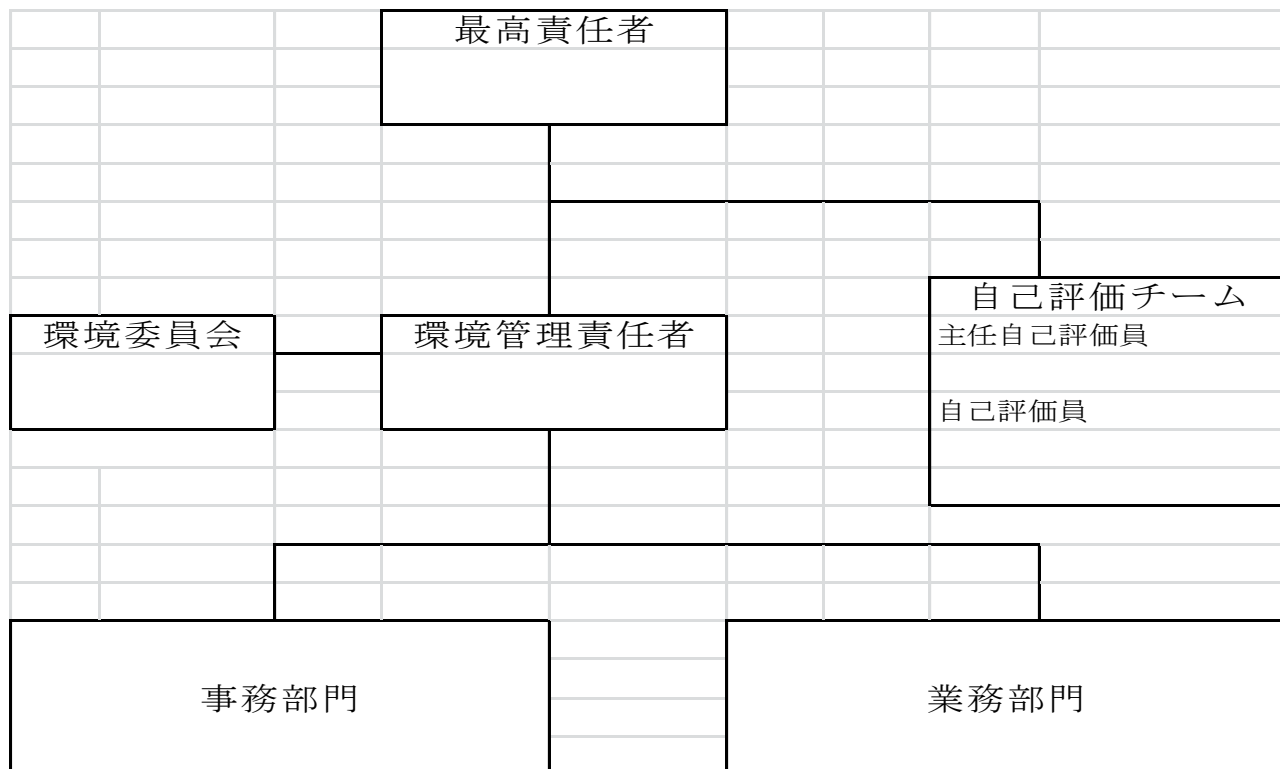 最高責任者
自己評価チーム
環境委員会
環境管理責任者
主任自己評価員
自己評価員
事務部門
業務部門